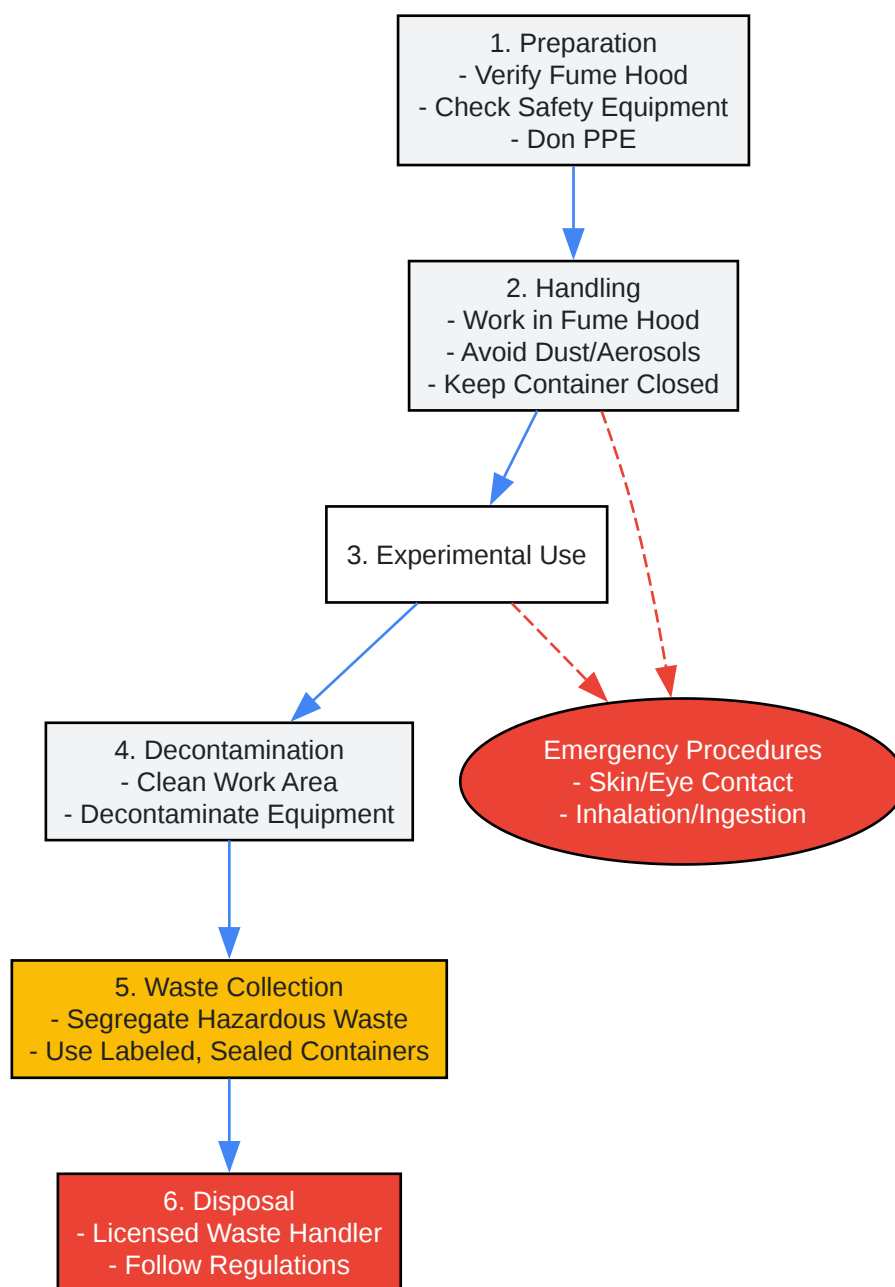 1. Preparation
- Verify Fume Hood
- Check Safety Equipment
- Don PPE
2. Handling
- Work in Fume Hood
- Avoid Dust/Aerosols
- Keep Container Closed
3. Experimental Use
4. Decontamination
- Clean Work Area
- Decontaminate Equipment
Emergency Procedures
- Skin/Eye Contact
- Inhalation/Ingestion
5. Waste Collection
- Segregate Hazardous Waste
- Use Labeled, Sealed Containers
6. Disposal
- Licensed Waste Handler
- Follow Regulations